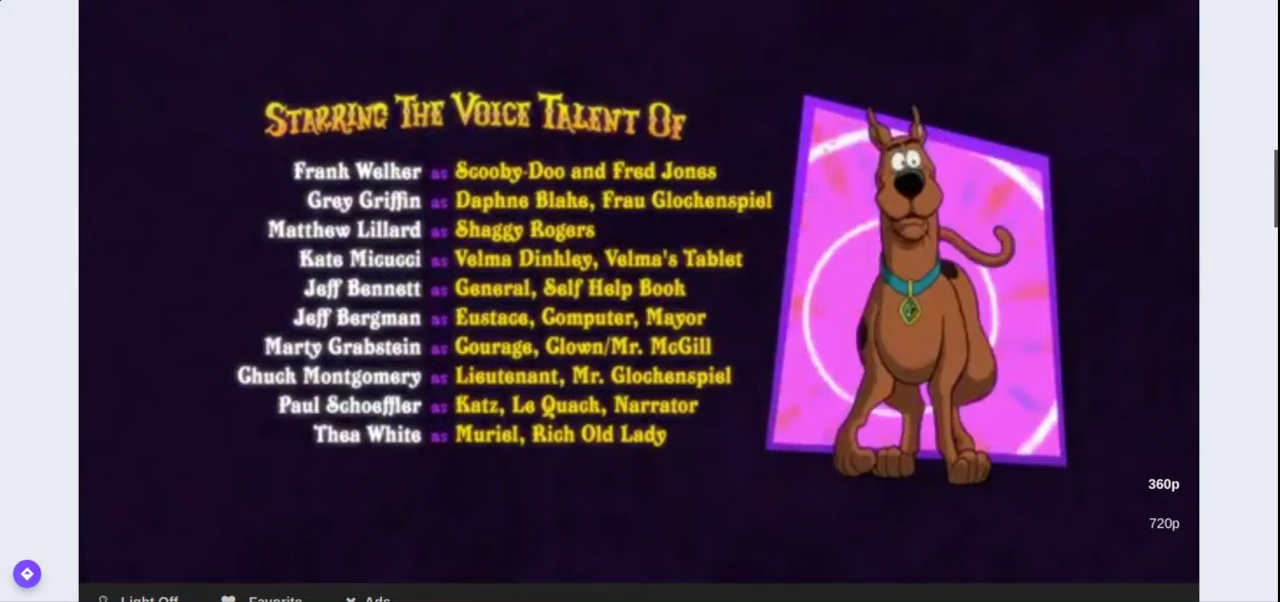 Starring The Voice Talent Of
Frank Welker as Scooby-Doo and Fred Jones
Grey Griffin as Daphne Blake, Frau Glochenspiel
Matthew Lillard as Shaggy Rogers
Kate Micucci as Velma Dinkley, Velma's Tablet
Jeff Bennett as General, Self Help Book
Jeff Bergman as Eustace, Computer, Mayor
Marty Grabstein as Courage, Clown/Mr. McGill
Chuck Montgomery as Lieutenant, Mr. Glochenspiel
Paul Schoeffler as Katz, Le Quack, Narrator
Thea White as Muriel, Rich Old Lady
360p
720p
Light Off Favorite Ads